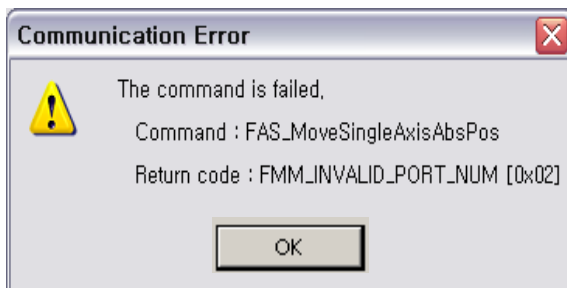 Communication Error
The command is failed,
Command : FAS_MoveSingleAxisAbsPos
Return code : FMM_INVALID_PORT_NUM [0x02]
OK